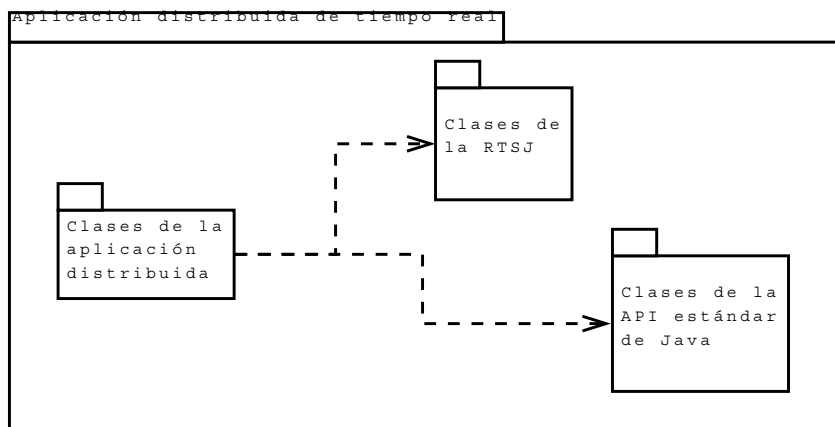 Aplicación distribuida de tiempo real
Clases de
la RTSJ
Clases de la
aplicación
distribuida
Clases de la
API estándar
de Java